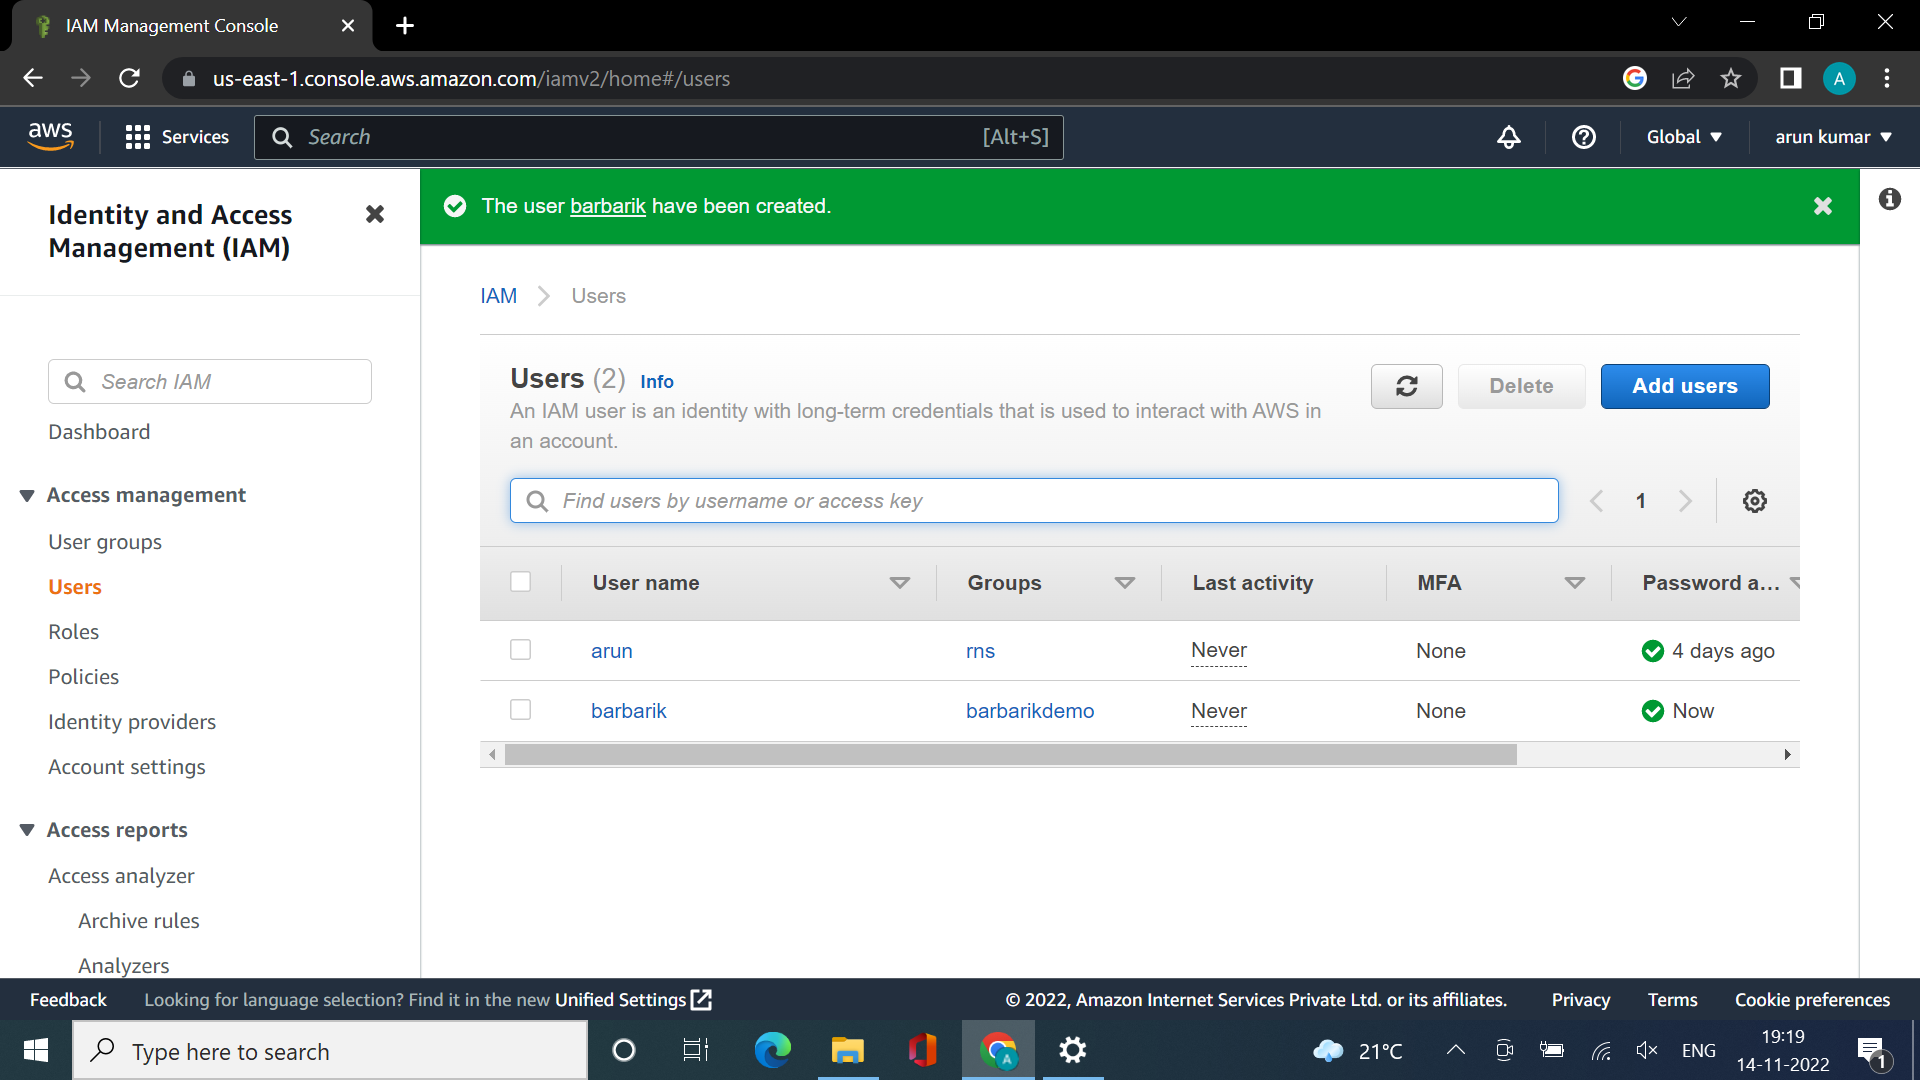 IAM Management Console
us-east-1.console.aws.amazon.com/iamv2/home#/users
A
aws
Services
Search
[Alt+S]
Global
arun kumar
Identity and Access
Management (IAM)
Search IAM
Dashboard
Access management
User groups
Users
Roles
Policies
Identity providers
Account settings
Access reports
Access analyzer
Archive rules
Analyzers
The user barbarik have been created.
IAM
Users
Users (2) Info
An IAM user is an identity with long-term credentials that is used to interact with AWS in
an account.
Delete
Add users
Find users by username or access key
1
User name Groups Last activity MFA Password a...
arun rns Never None 4 days ago
barbarik barbarikdemo Never None Now
Feedback Looking for language selection? Find it in the new Unified Settings
© 2022, Amazon Internet Services Private Ltd. or its affiliates. Privacy Terms Cookie preferences
Type here to search
A
21°C
ENG
19:19
14-11-2022
1